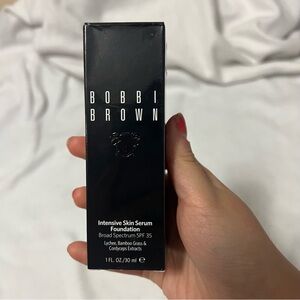 BOBBI
BROWN
Intensive Skin Serum
Foundation
Broad Spectrum SPF 35
Lychee, Bamboo Grass &
Cordyceps Extracts
1 FL. OZ./30 ml ℮